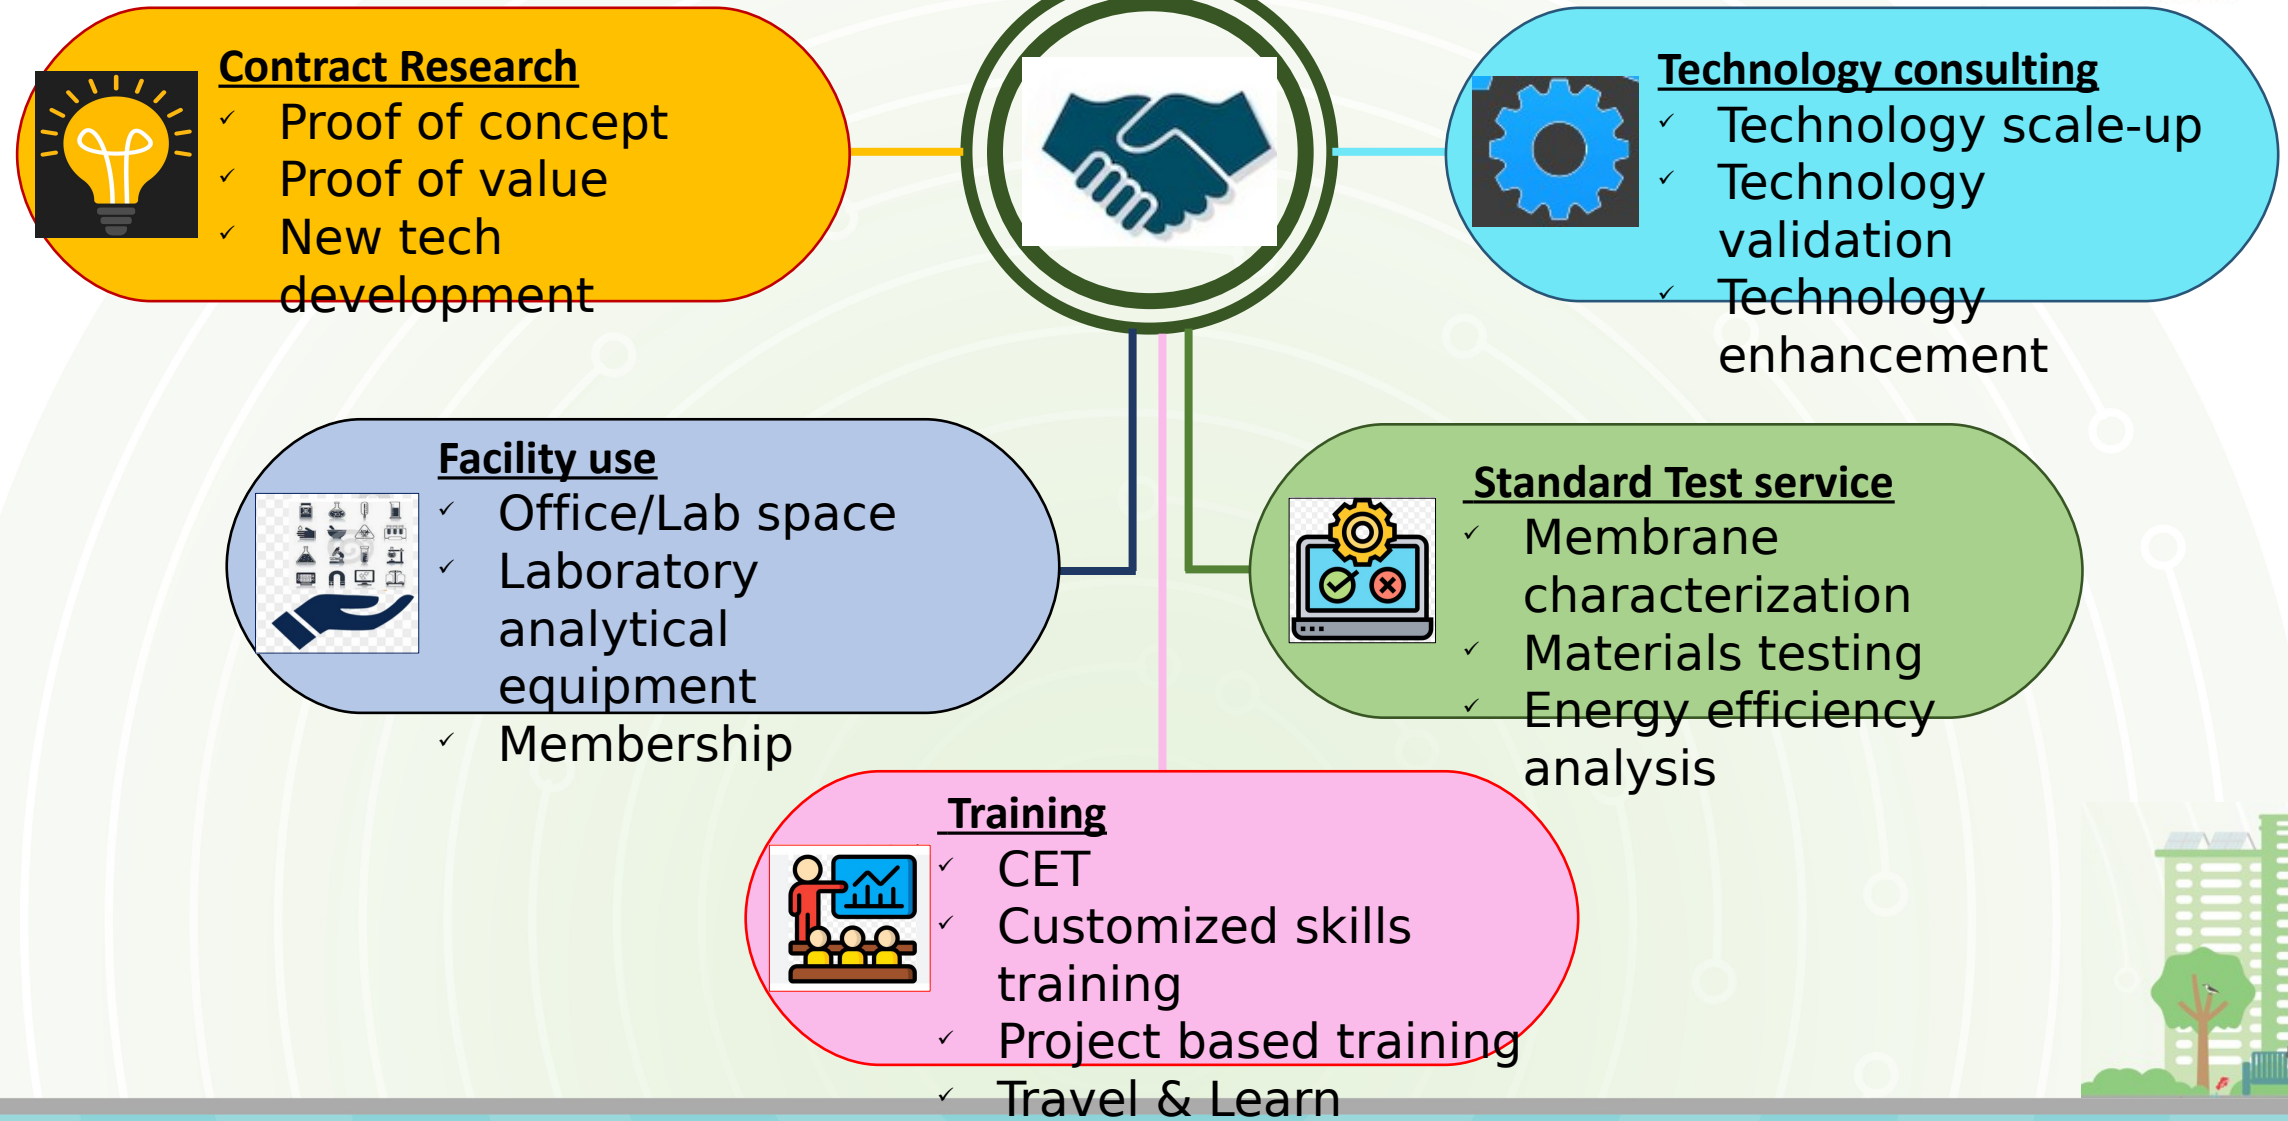 Contract Research
✓ Proof of concept
✓ Proof of value
✓ New tech
development
Technology consulting
✓ Technology scale-up
✓ Technology
validation
✓ Technology
enhancement
Facility use
✓ Office/Lab space
✓ Laboratory
analytical
equipment
✓ Membership
Standard Test service
✓ Membrane
characterization
✓ Materials testing
✓ Energy efficiency
analysis
Training
✓ CET
✓ Customized skills
training
✓ Project based training
✓ Travel & Learn